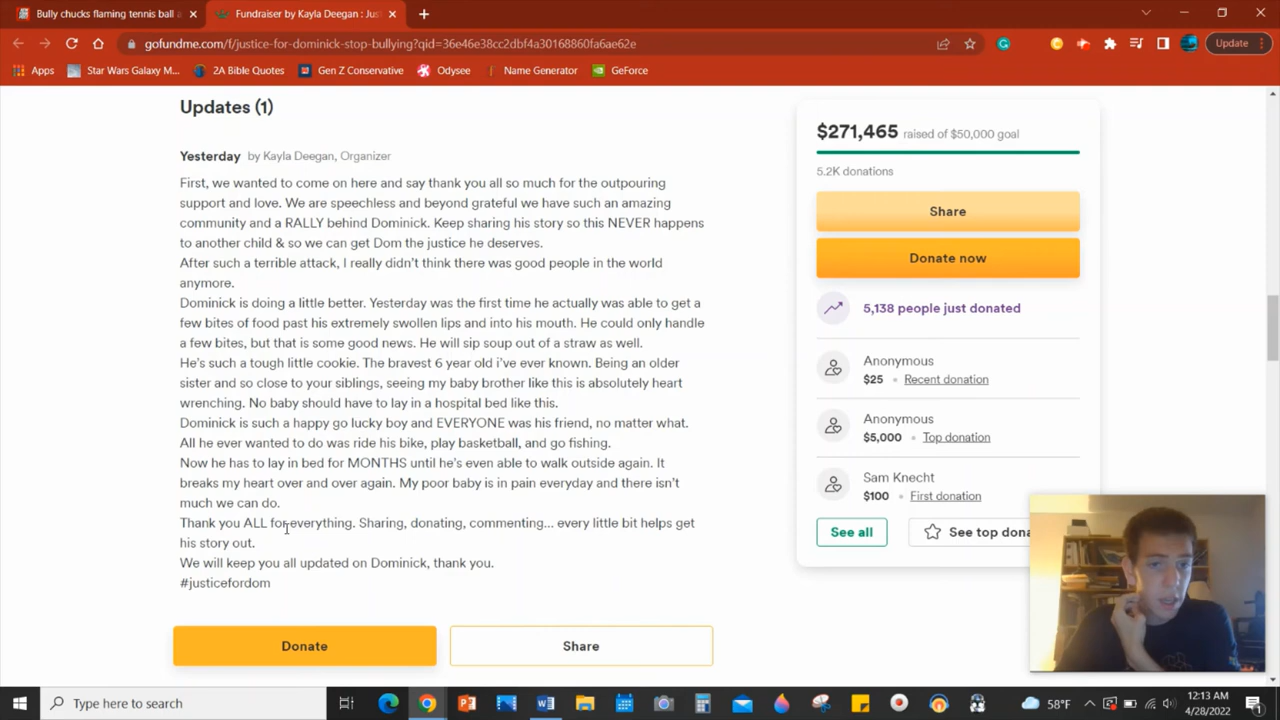 Bully chucks flaming tennis ball a
Fundraiser by Kayla Deegan : Jus
gofundme.com/f/justice-for-dominick-stop-bullying?qid=36e46e38cc2dbf4a30168860fa6ae62e
Update
Apps
Star Wars Galaxy M...
2A Bible Quotes
Gen Z Conservative
Odysee
Name Generator
GeForce
Updates (1)
Yesterday by Kayla Deegan, Organizer
First, we wanted to come on here and say thank you all so much for the outpouring
support and love. We are speechless and beyond grateful we have such an amazing
community and a RALLY behind Dominick. Keep sharing his story so this NEVER happens
to another child & so we can get Dom the justice he deserves.
After such a terrible attack, I really didn't think there was good people in the world
anymore.
Dominick is doing a little better. Yesterday was the first time he actually was able to get a
few bites of food past his extremely swollen lips and into his mouth. He could only handle
a few bites, but that is some good news. He will sip soup out of a straw as well.
He's such a tough little cookie. The bravest 6 year old i've ever known. Being an older
sister and so close to your siblings, seeing my baby brother like this is absolutely heart
wrenching. No baby should have to lay in a hospital bed like this.
Dominick is such a happy go lucky boy and EVERYONE was his friend, no matter what.
All he ever wanted to do was ride his bike, play basketball, and go fishing.
Now he has to lay in bed for MONTHS until he's even able to walk outside again. It
breaks my heart over and over again. My poor baby is in pain everyday and there isn't
much we can do.
Thank you ALL for everything. Sharing, donating, commenting... every little bit helps get
his story out.
We will keep you all updated on Dominick, thank you.
#justicefordom
Donate
Share
$271,465 raised of $50,000 goal
5.2K donations
Share
Donate now
5,138 people just donated
Anonymous
$25 • Recent donation
Anonymous
$5,000 • Top donation
Sam Knecht
$100 • First donation
See all
See top dona
Type here to search
58°F
12:13 AM
4/28/2022